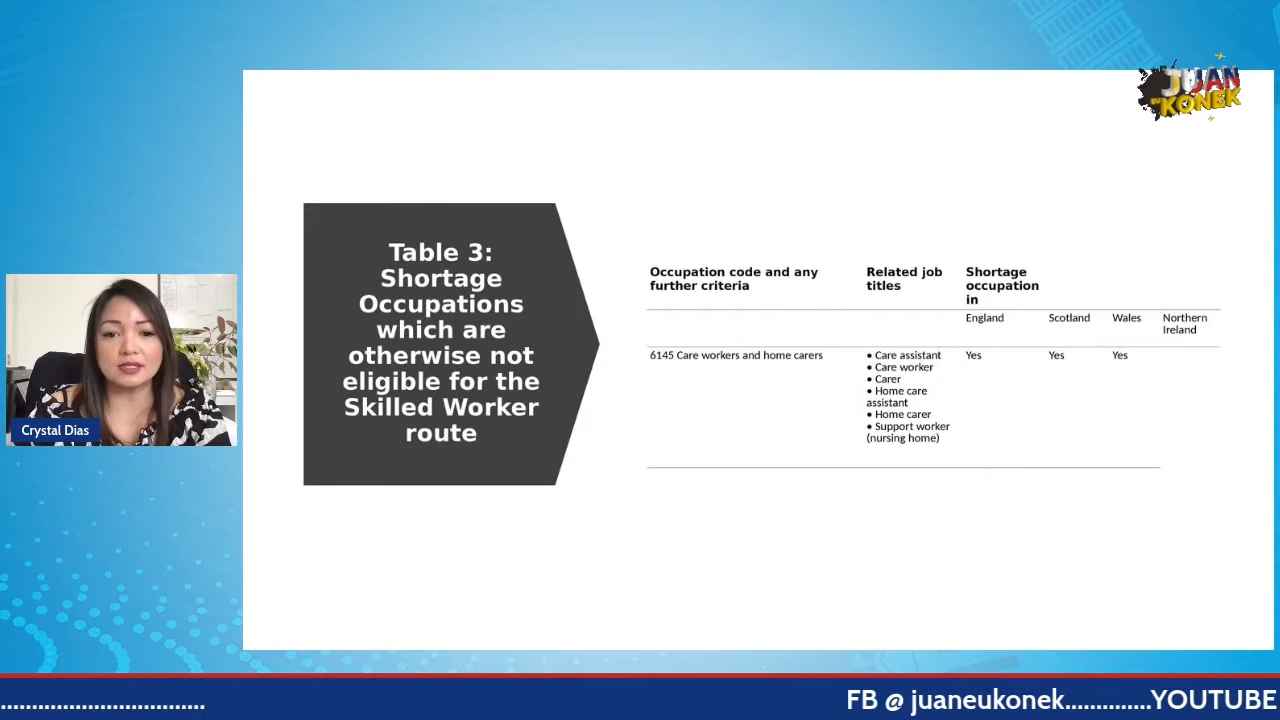 JUAN
EU
KONEK
Table 3:
Shortage
Occupations
which are
otherwise not
eligible for the
Skilled Worker
route
Occupation code and any
further criteria
Related job
titles
Shortage
occupation
in
England
Scotland
Wales
Northern
Ireland
6145 Care workers and home carers
• Care assistant
• Care worker
• Carer
• Home care
assistant
• Home carer
• Support worker
(nursing home)
Yes
Yes
Yes
Crystal Dias
................................. FB @ juaneukonek..............YOUTUBE